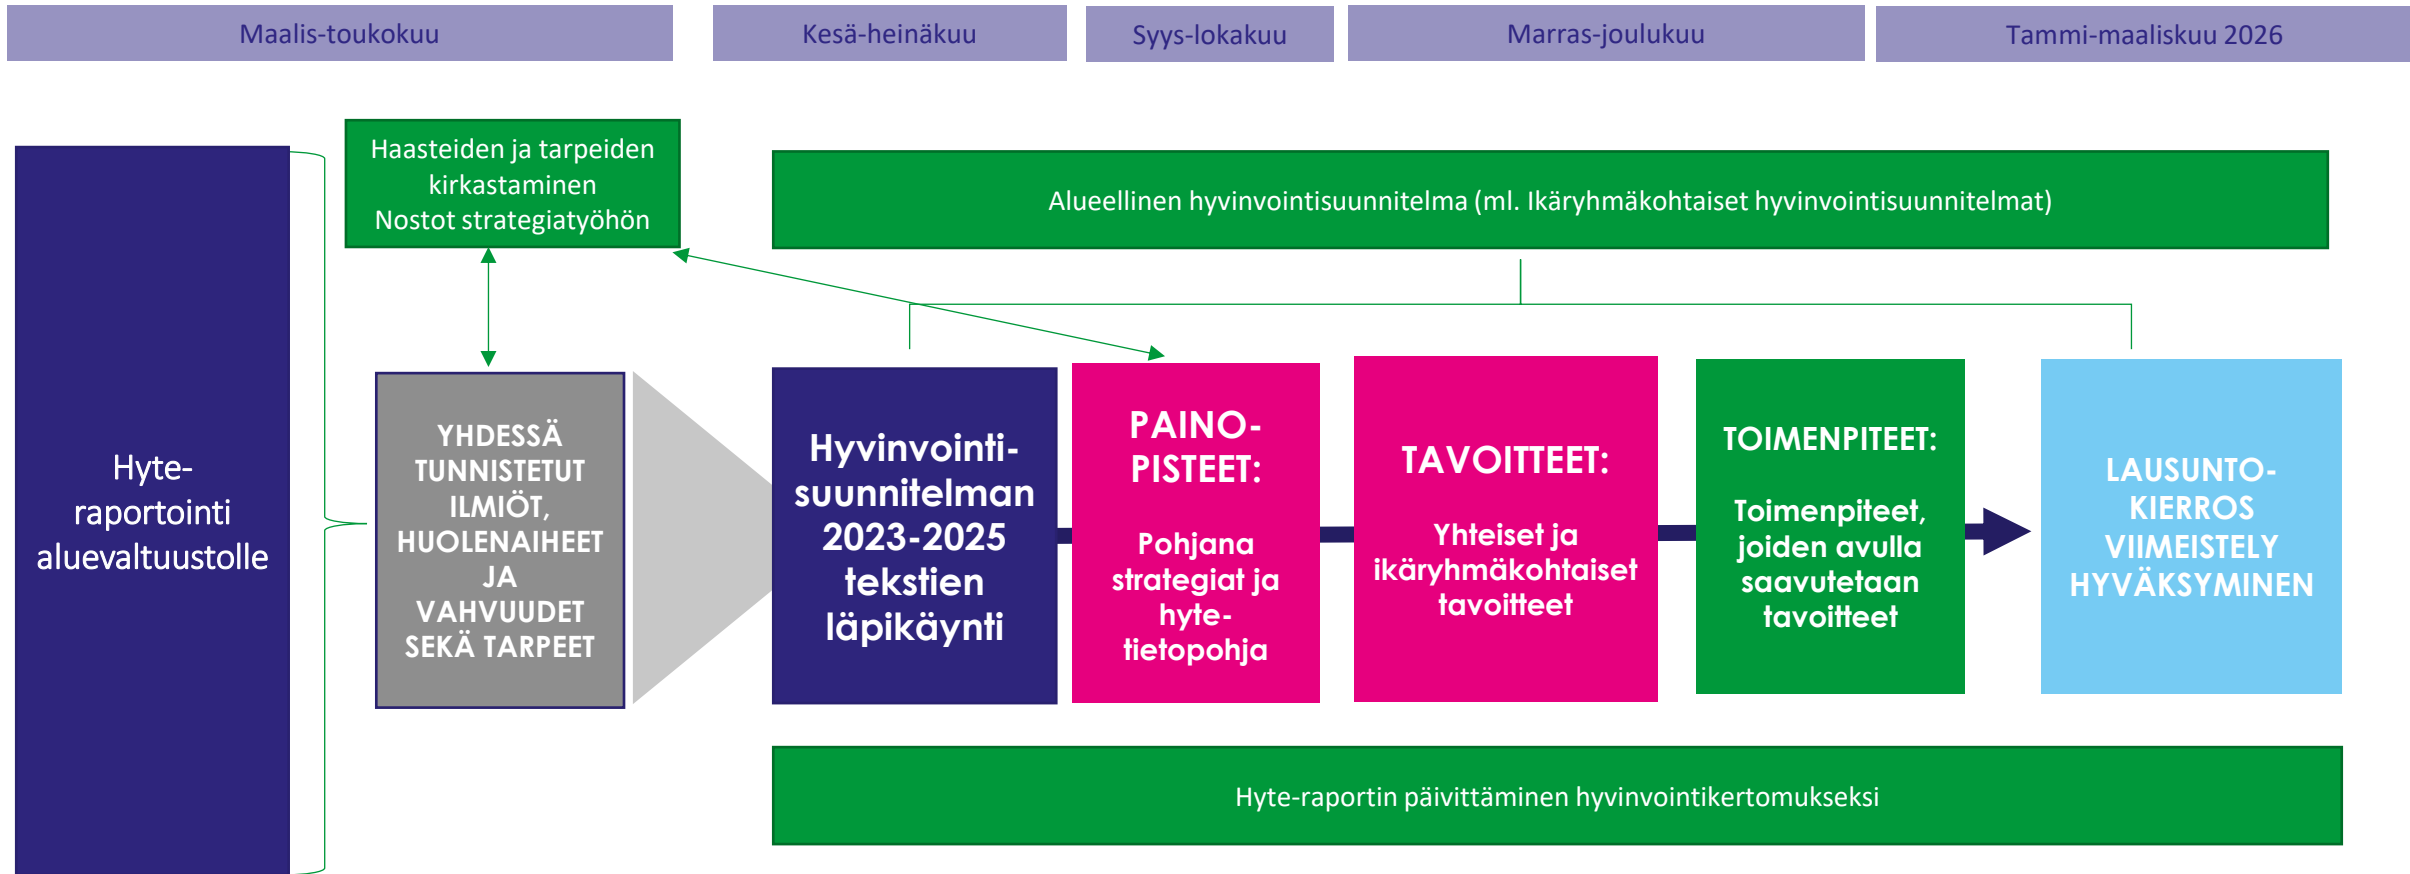 Maalis-toukokuu
Kesä-heinäkuu
Syys-lokakuu
Marras-joulukuu
Tammi-maaliskuu 2026
Haasteiden ja tarpeiden
kirkastaminen
Nostot strategiatyöhön
Alueellinen hyvinvointisuunnitelma (ml. Ikäryhmäkohtaiset hyvinvointisuunnitelmat)
Hyte-
raportointi
aluevaltuustolle
YHDESSÄ
TUNNISTETUT
ILMIÖT,
HUOLENAIHEET
JA
VAHVUUDET
SEKÄ TARPEET
Hyvinvointi-
suunnitelman
2023-2025
tekstien
läpikäynti
PAINO-
PISTEET:
Pohjana
strategiat ja
hyte-
tietopohja
TAVOITTEET:
Yhteiset ja
ikäryhmäkohtaiset
tavoitteet
TOIMENPITEET:
Toimenpiteet,
joiden avulla
saavutetaan
tavoitteet
LAUSUNTO-
KIERROS
VIIMEISTELY
HYVÄKSYMINEN
Hyte-raportin päivittäminen hyvinvointikertomukseksi